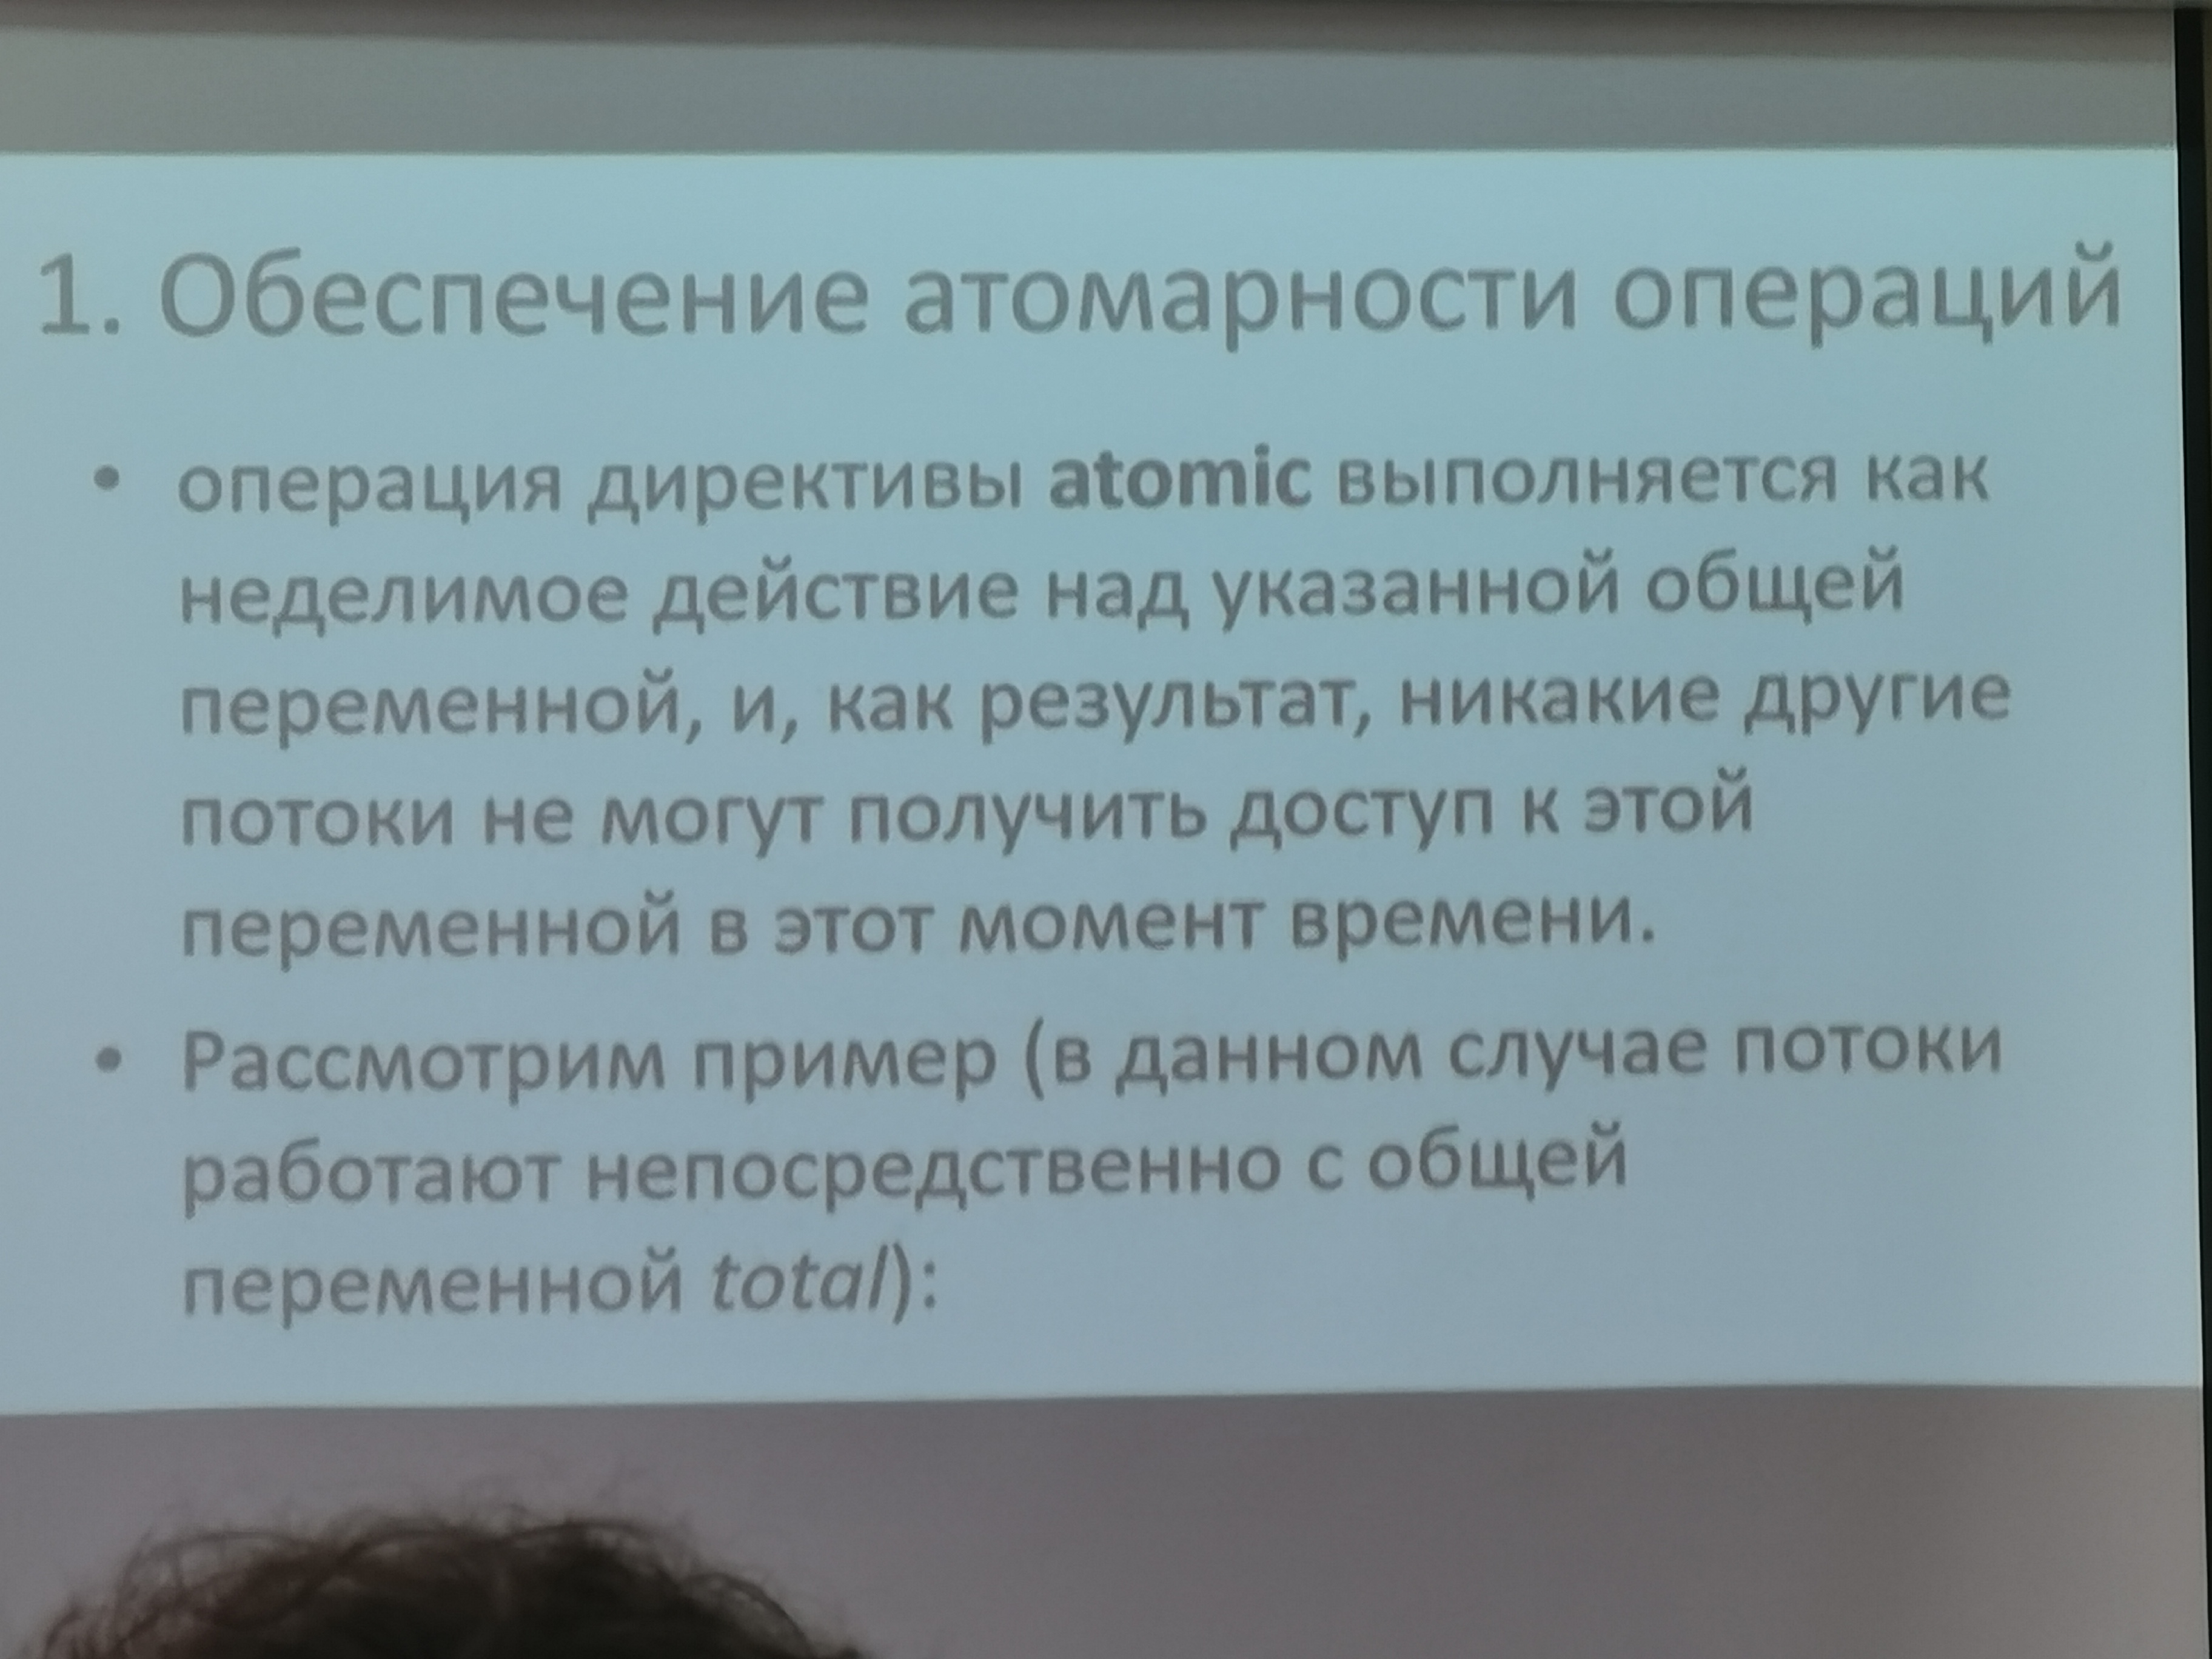 1. Обеспечение атомарности операций
• операция директивы atomic выполняется как
неделимое действие над указанной общей
переменной, и, как результат, никакие другие
потоки не могут получить доступ к этой
переменной в этот момент времени.
• Рассмотрим пример (в данном случае потоки
работают непосредственно с общей
переменной total):